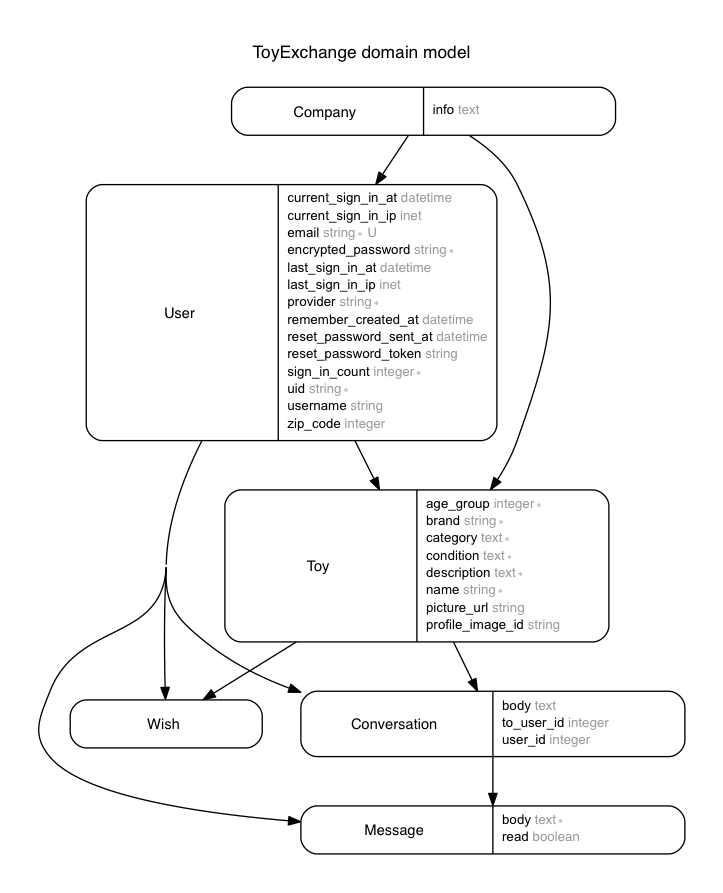 ToyExchange domain model
Company
info text
User
current_sign_in_at datetime
current_sign_in_ip inet
email string∗ U
encrypted_password string∗
last_sign_in_at datetime
last_sign_in_ip inet
provider string∗
remember_created_at datetime
reset_password_sent_at datetime
reset_password_token string
sign_in_count integer∗
uid string∗
username string
zip_code integer
Toy
age_group integer∗
brand string∗
category text∗
condition text∗
description text∗
name string∗
picture_url string
profile_image_id string
Wish
Conversation
body text
to_user_id integer
user_id integer
Message
body text∗
read boolean